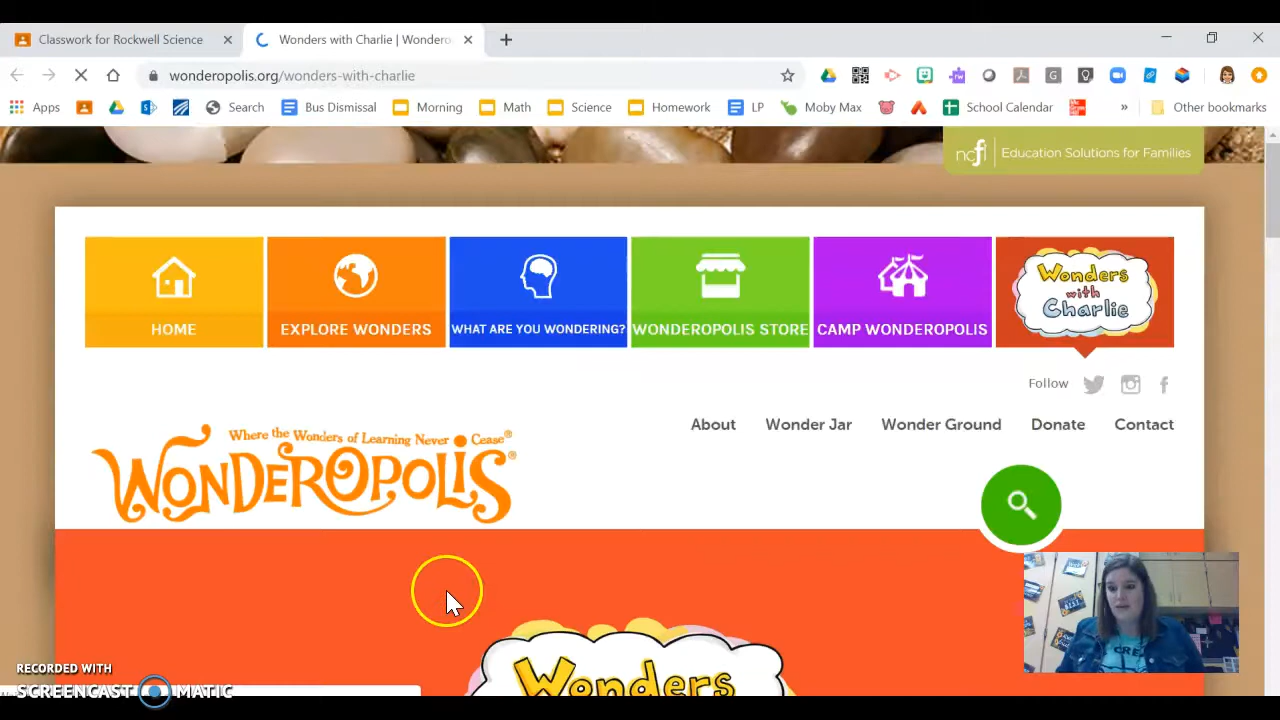 Classwork for Rockwell Science
Wonders with Charlie | Wondero
wonderopolis.org/wonders-with-charlie
Apps Search Bus Dismissal Morning Math Science Homework LP Moby Max School Calendar » Other bookmarks
ncfl Education Solutions for Families
HOME
EXPLORE WONDERS
WHAT ARE YOU WONDERING?
WONDEROPOLIS STORE
CAMP WONDEROPOLIS
Wonders
with
Charlie
Follow
About Wonder Jar Wonder Ground Donate Contact
Where the Wonders of Learning Never Cease®
WONDEROPOLIS®
Wonders
RECORDED WITH
SCREENCAST MATIC